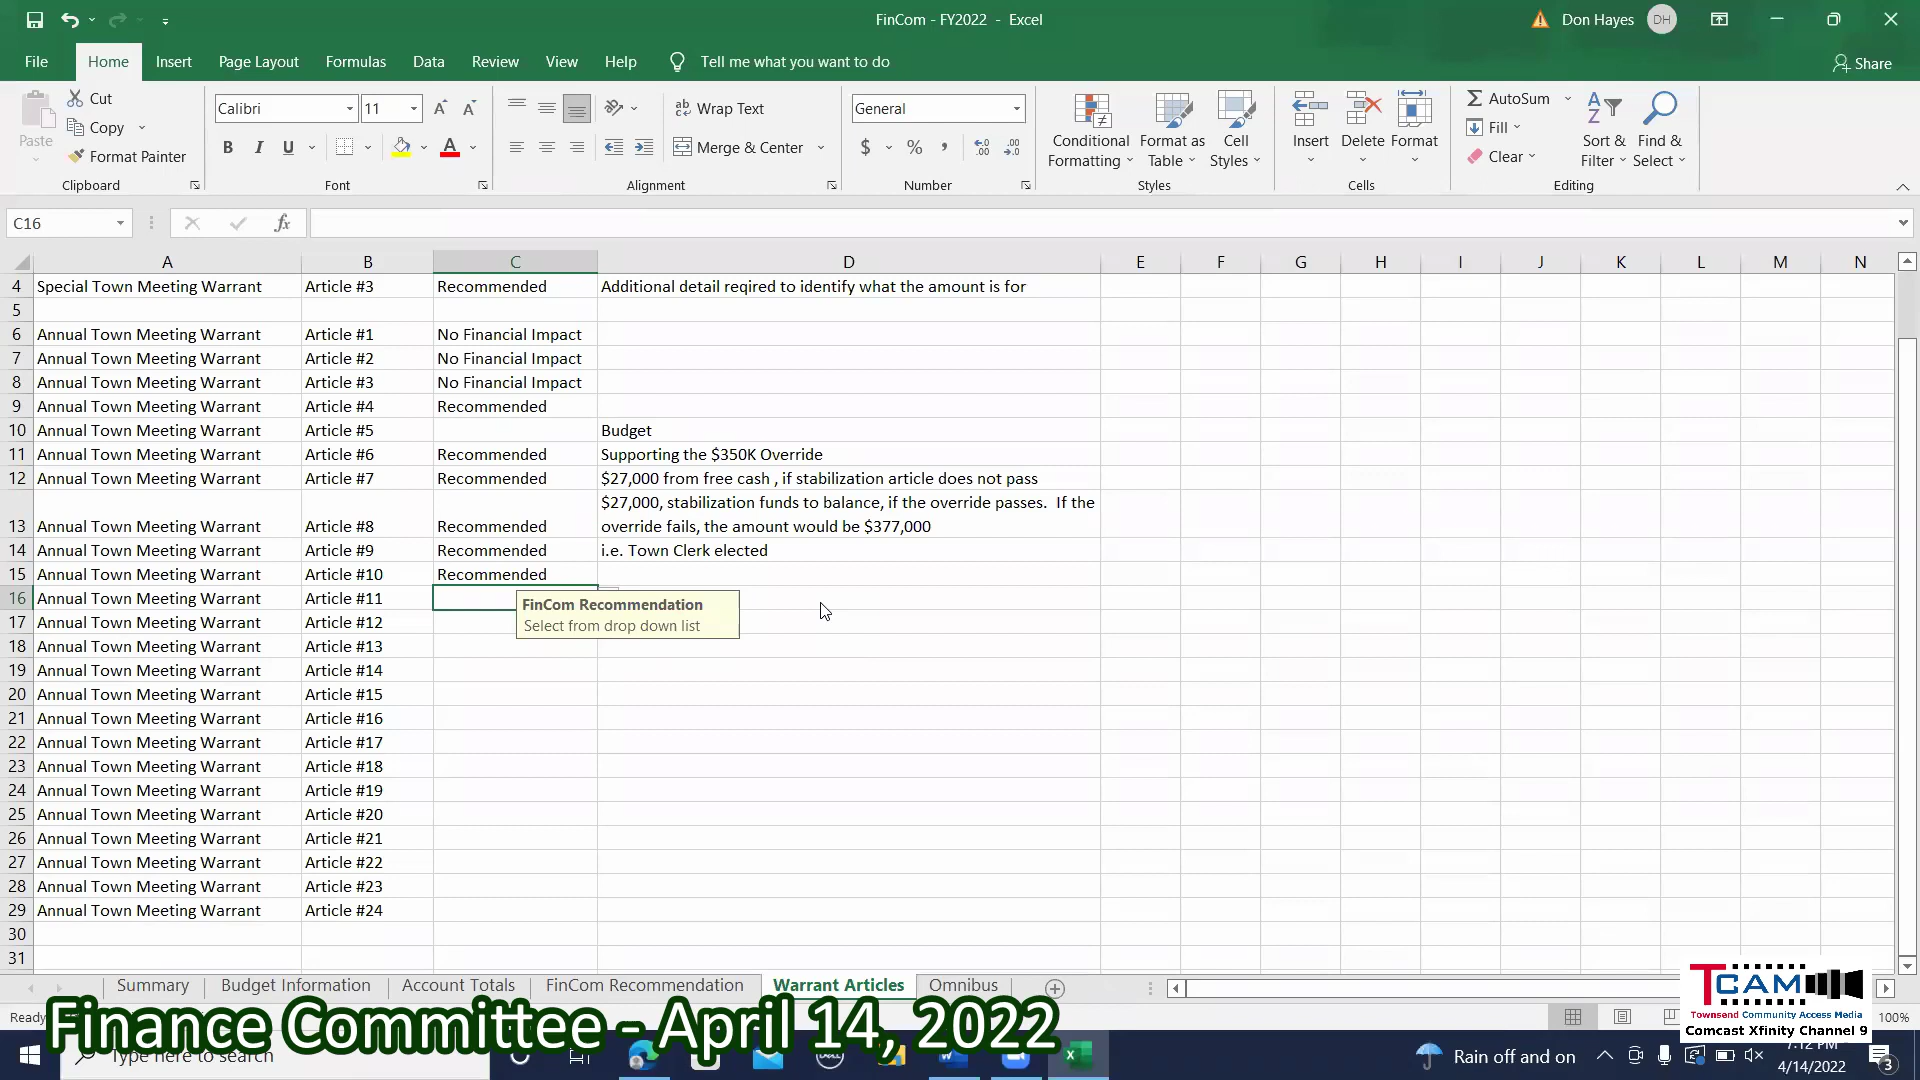 FinCom - FY2022 - Excel
Don Hayes DH
File Home Insert Page Layout Formulas Data Review View Help Tell me what you want to do Share
Paste
Cut
Copy
Format Painter
Clipboard
Calibri 11
B I U
Font
Wrap Text
Merge & Center
Alignment
General
$ %
Number
Conditional Formatting
Format as Table
Cell Styles
Styles
Insert Delete Format
Cells
AutoSum
Fill
Clear
Sort & Filter
Find & Select
Editing
C16 fx
A B C D E F G H I J K L M N
4 Special Town Meeting Warrant Article #3 Recommended Additional detail reqired to identify what the amount is for
5
6 Annual Town Meeting Warrant Article #1 No Financial Impact
7 Annual Town Meeting Warrant Article #2 No Financial Impact
8 Annual Town Meeting Warrant Article #3 No Financial Impact
9 Annual Town Meeting Warrant Article #4 Recommended
10 Annual Town Meeting Warrant Article #5 Budget
11 Annual Town Meeting Warrant Article #6 Recommended Supporting the $350K Override
12 Annual Town Meeting Warrant Article #7 Recommended $27,000 from free cash , if stabilization article does not pass
$27,000, stabilization funds to balance, if the override passes. If the
13 Annual Town Meeting Warrant Article #8 Recommended override fails, the amount would be $377,000
14 Annual Town Meeting Warrant Article #9 Recommended i.e. Town Clerk elected
15 Annual Town Meeting Warrant Article #10 Recommended
16 Annual Town Meeting Warrant Article #11
FinCom Recommendation
Select from drop down list
17 Annual Town Meeting Warrant Article #12
18 Annual Town Meeting Warrant Article #13
19 Annual Town Meeting Warrant Article #14
20 Annual Town Meeting Warrant Article #15
21 Annual Town Meeting Warrant Article #16
22 Annual Town Meeting Warrant Article #17
23 Annual Town Meeting Warrant Article #18
24 Annual Town Meeting Warrant Article #19
25 Annual Town Meeting Warrant Article #20
26 Annual Town Meeting Warrant Article #21
27 Annual Town Meeting Warrant Article #22
28 Annual Town Meeting Warrant Article #23
29 Annual Town Meeting Warrant Article #24
30
31
Summary Budget Information Account Totals FinCom Recommendation Warrant Articles Omnibus
Ready
100%
Finance Committee - April 14, 2022
TCAM
Townsend Community Access Media
Comcast Xfinity Channel 9
Type here to search
DELL
Rain off and on
7:12 PM
4/14/2022
3